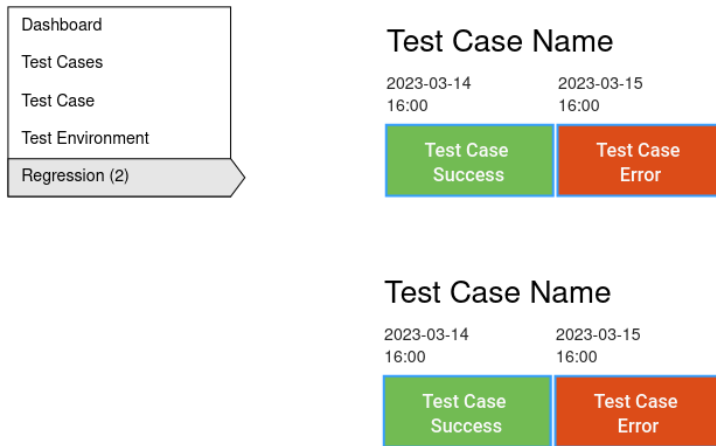 Dashboard
Test Cases
Test Case
Test Environment
Regression (2)
Test Case Name
2023-03-14
16:00
2023-03-15
16:00
Test Case
Success
Test Case
Error
Test Case Name
2023-03-14
16:00
2023-03-15
16:00
Test Case
Success
Test Case
Error